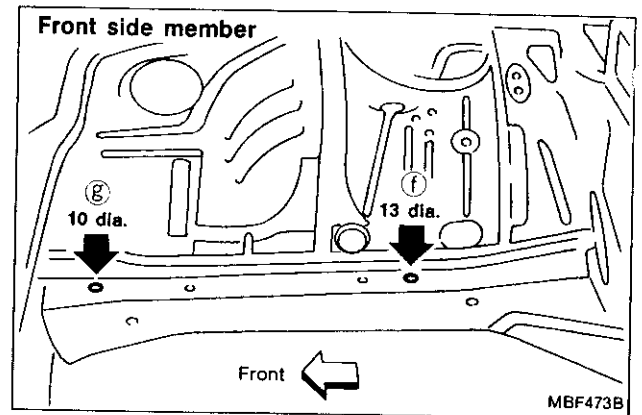 Front side member
ⓖ
10 dia.
ⓕ
13 dia.
Front
MBF473B